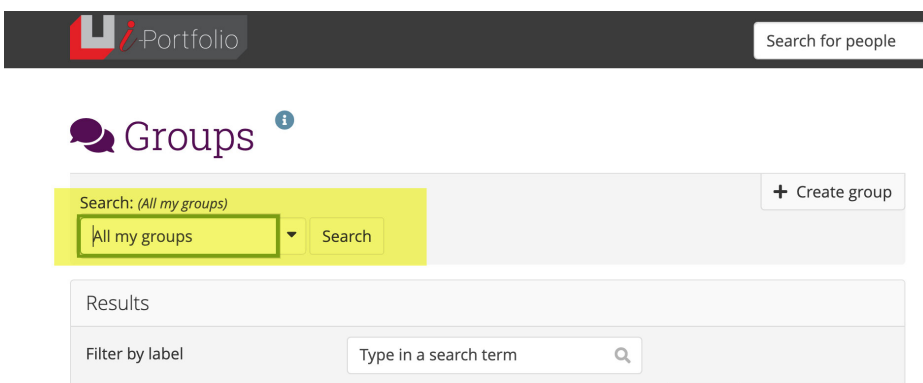 i-Portfolio
Search for people
Groups
Search: (All my groups)
+ Create group
All my groups
Search
Results
Filter by label
Type in a search term